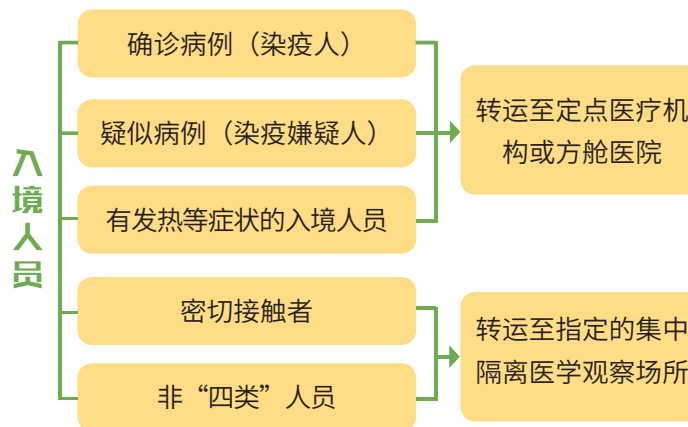 入境人员
确诊病例（染疫人）
疑似病例（染疫嫌疑人）
有发热等症状的入境人员
转运至定点医疗机
构或方舱医院
密切接触者
非“四类”人员
转运至指定的集中
隔离医学观察场所